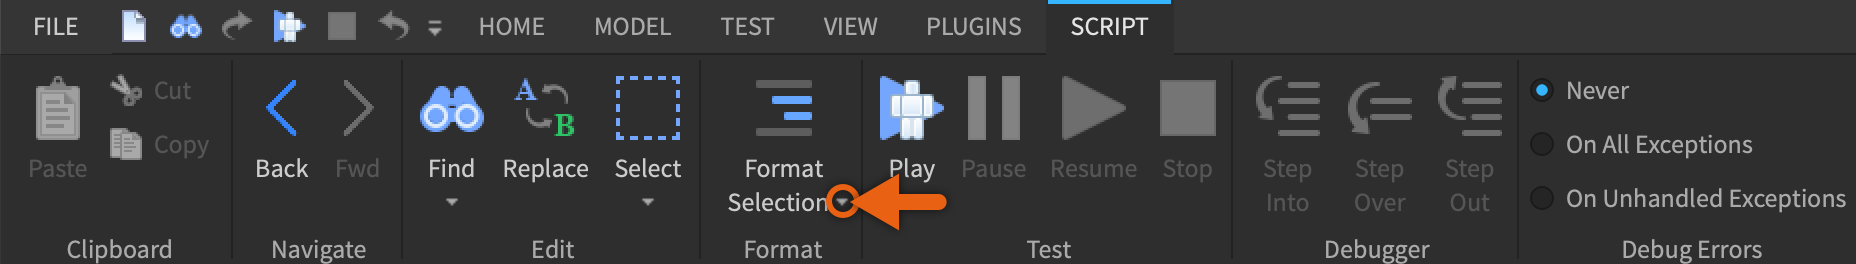 FILE HOME MODEL TEST VIEW PLUGINS SCRIPT
Paste
Cut
Copy
Clipboard
Back
Fwd
Navigate
Find
Replace
Select
Edit
Format
Selection
Format
Play
Pause
Resume
Stop
Test
Step
Into
Step
Over
Step
Out
Debugger
Never
On All Exceptions
On Unhandled Exceptions
Debug Errors
A
B